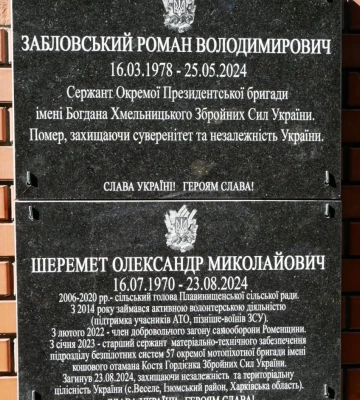 ЗАБЛОВСЬКИЙ РОМАН ВОЛОДИМИРОВИЧ
16.03.1978 - 25.05.2024
Сержант Окремої Президентської бригади
імені Богдана Хмельницького Збройних Сил України.
Помер, захищаючи суверенітет та незалежність України.
СЛАВА УКРАЇНІ! ГЕРОЯМ СЛАВА!
ШЕРЕМЕТ ОЛЕКСАНДР МИКОЛАЙОВИЧ
16.07.1970 - 23.08.2024
2006-2020 рр.- сільський голова Плавинищенської сільської ради.
З 2014 року займався активною волонтерською діяльністю
(підтримка учасників АТО, пізніше-воїнів ЗСУ).
З лютого 2022 - член добровольчого загону самооборони Роменщини.
З січня 2023 - старший сержант матеріально-технічного забезпечення
підрозділу безпілотних систем 57 окремої мотопіхотної бригади імені
кошового отамана Костя Гордієнка Збройних Сил України.
Загинув 23.08.2024, захищаючи незалежність та територіальну
цілісність України (с.Веселе, Ізюмський район, Харківська область).
СЛАВА УКРАЇНІ! ГЕРОЯМ СЛАВА!